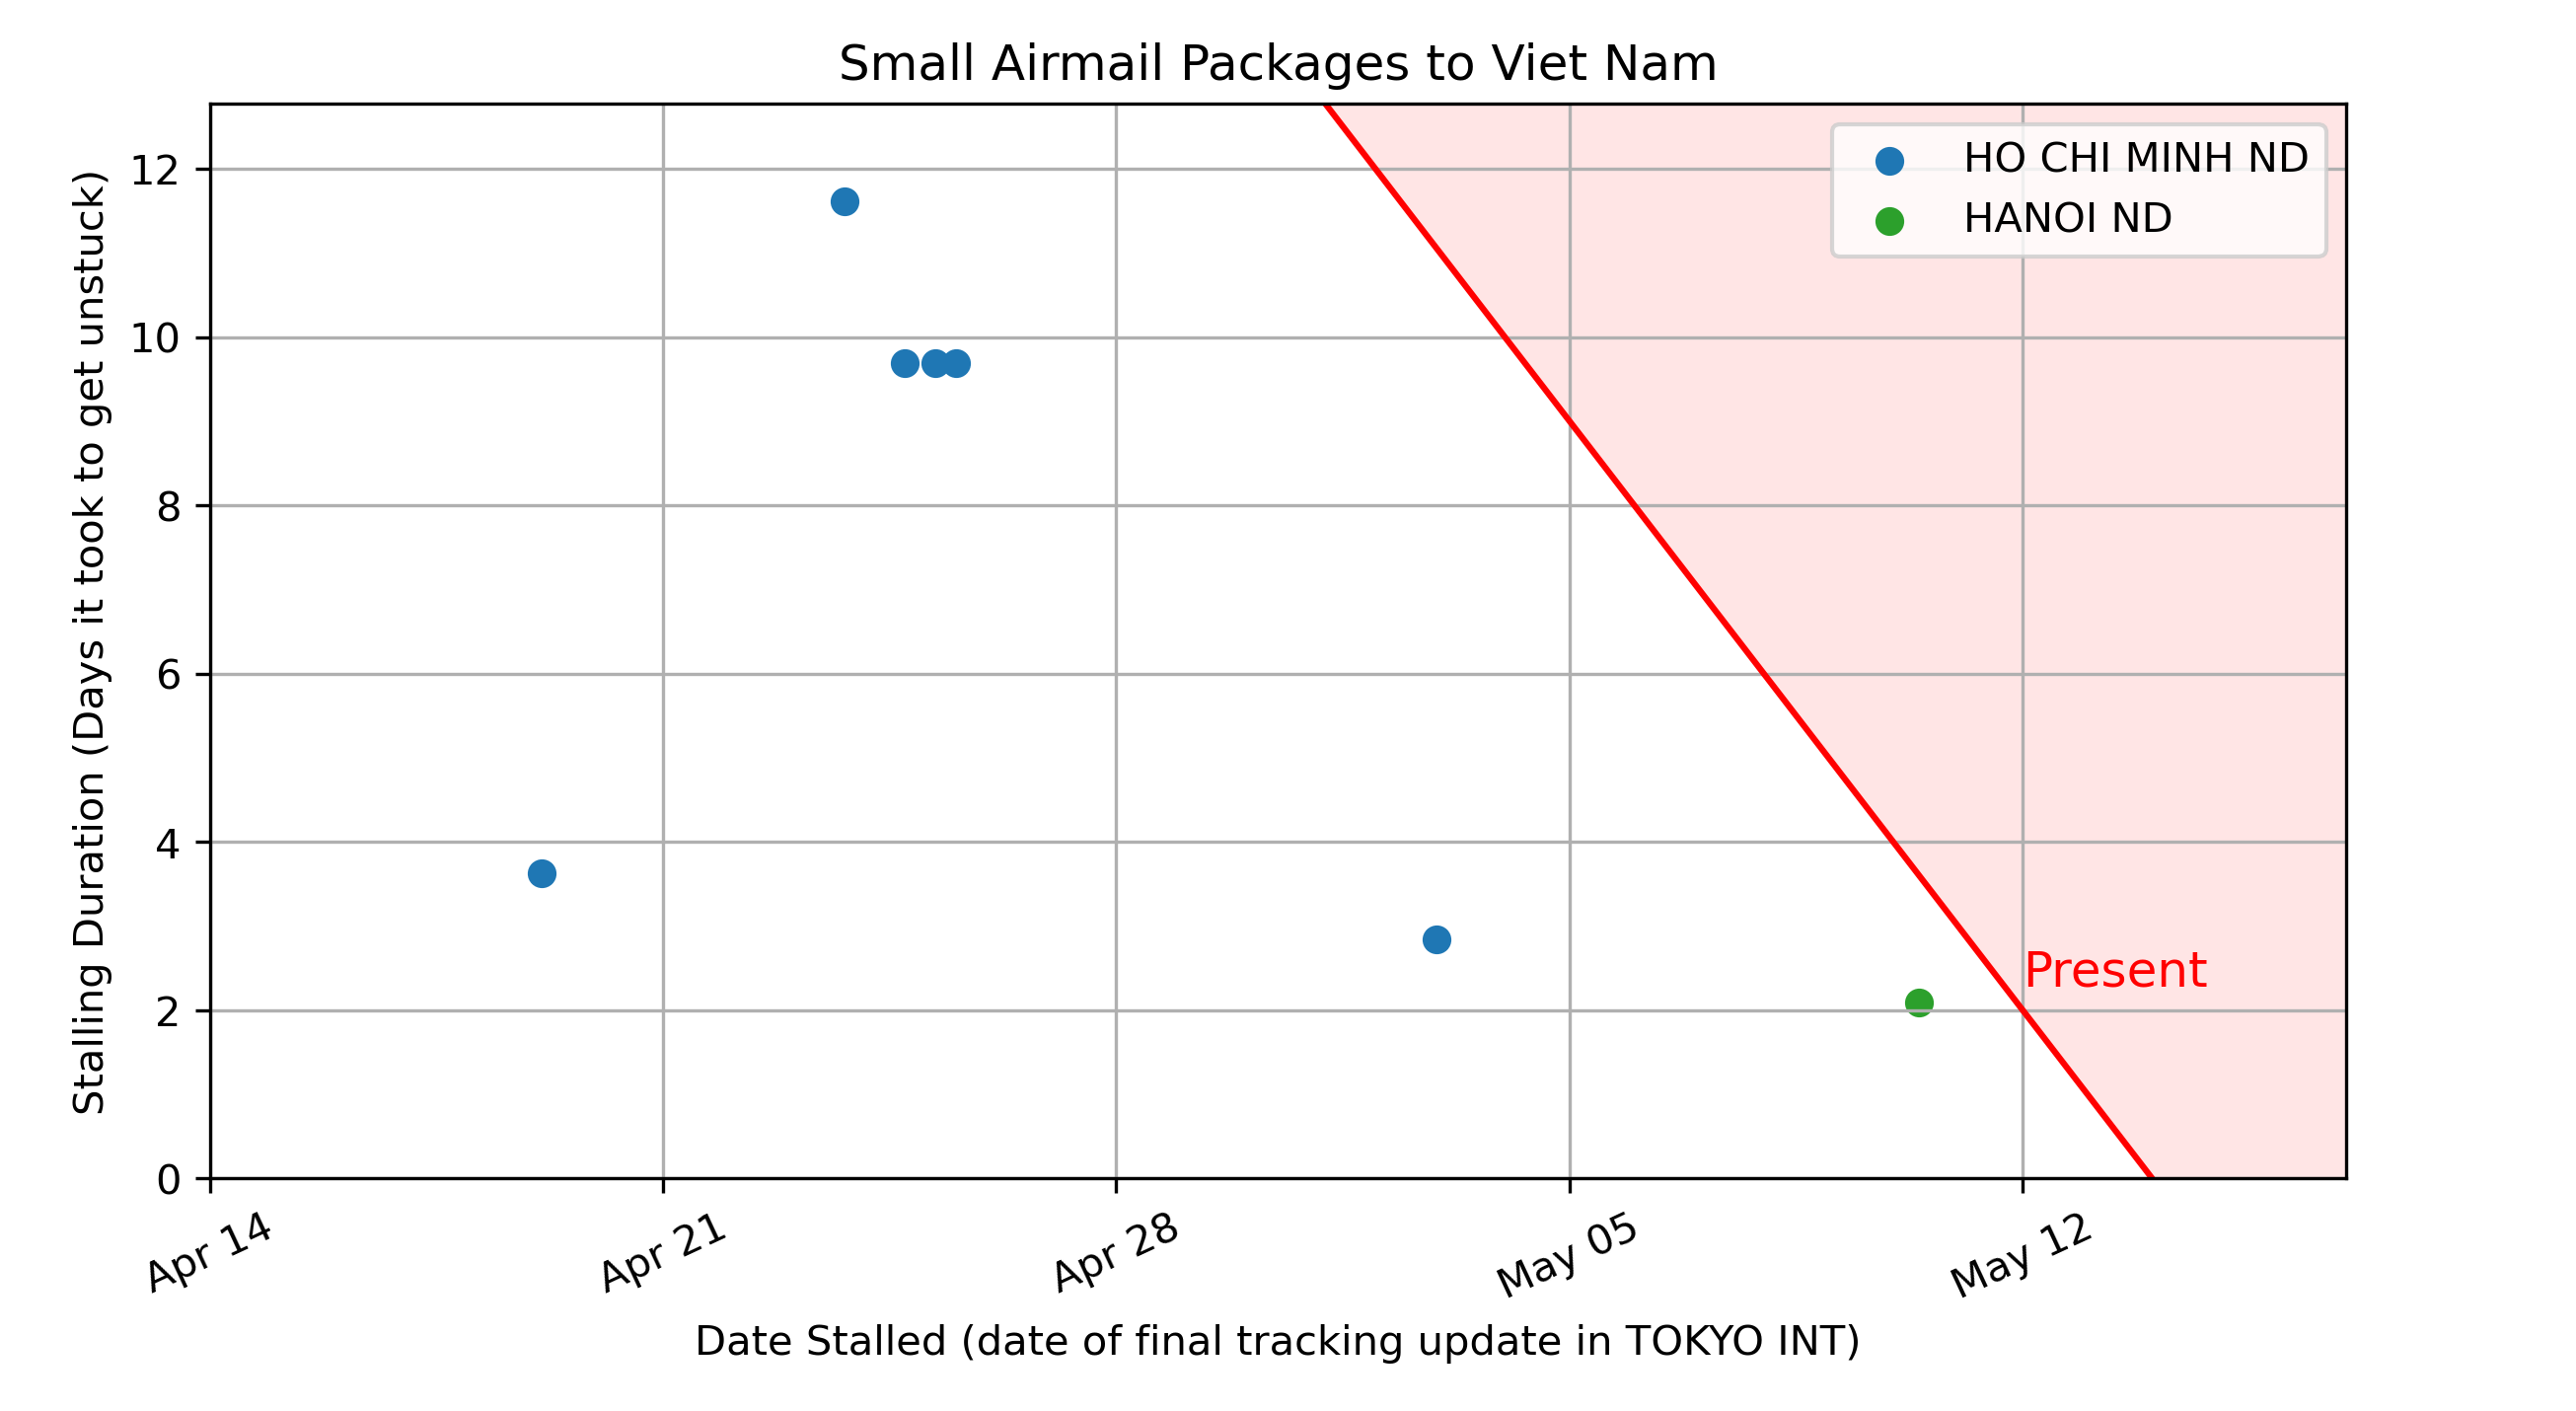 Small Airmail Packages to Viet Nam
HO CHI MINH ND
HANOI ND
Stalling Duration (Days it took to get unstuck)
12
10
8
6
4
2
0
Present
Apr 14
Apr 21
Apr 28
May 05
May 12
Date Stalled (date of final tracking update in TOKYO INT)